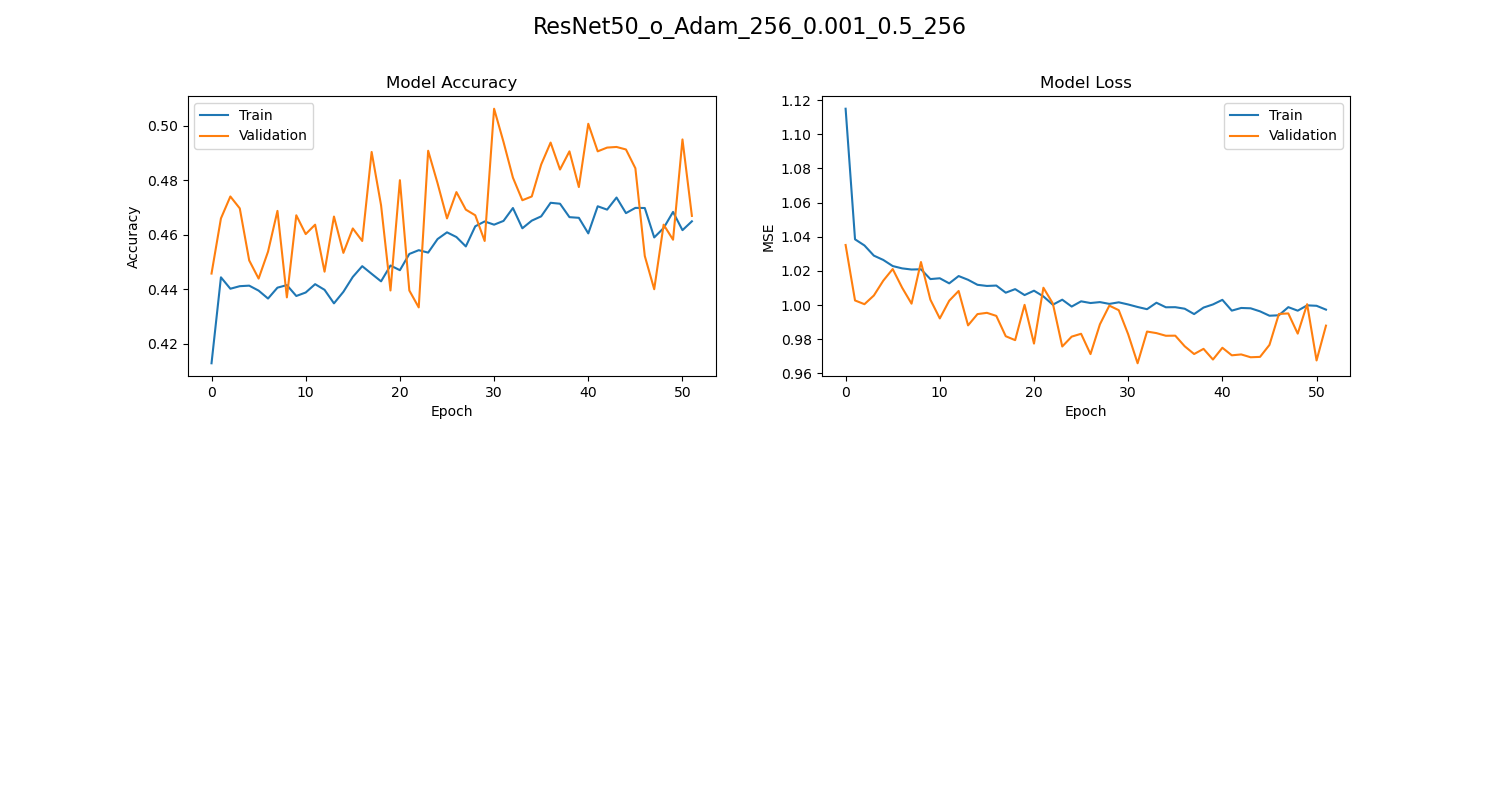 ResNet50_o_Adam_256_0.001_0.5_256
Model Accuracy
Train
Validation
0.50
0.48
0.46
0.44
0.42
Accuracy
0
10
20
30
40
50
Epoch
Model Loss
Train
Validation
1.12
1.10
1.08
1.06
1.04
1.02
1.00
0.98
0.96
MSE
0
10
20
30
40
50
Epoch